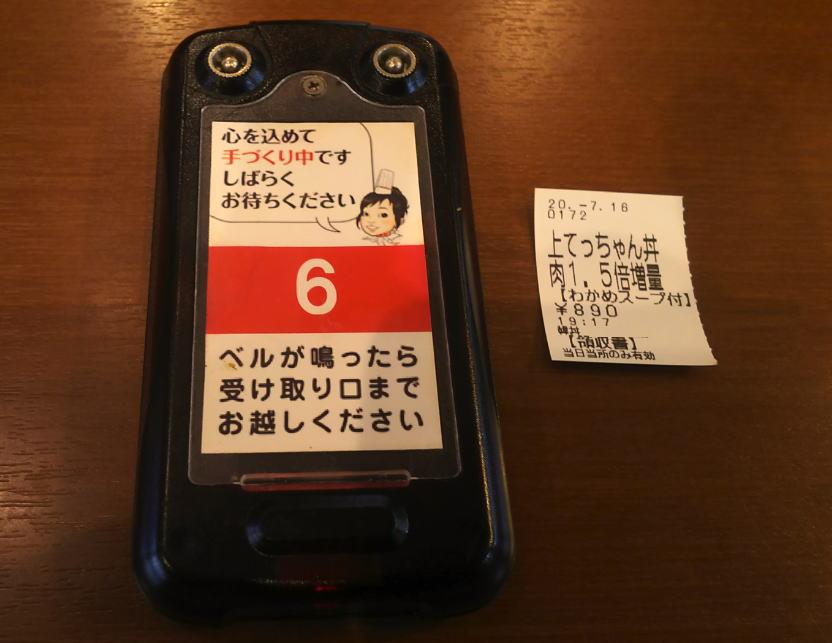 心を込めて
手づくり中です
しばらく
お待ちください
6
ベルが鳴ったら
受け取り口まで
お越しください
20.-7.16
0172
上てっちゃん丼
肉1.5倍増量
【わかめスープ付】
¥890
19:17
韓丼
【領収書】
当日当所のみ有効